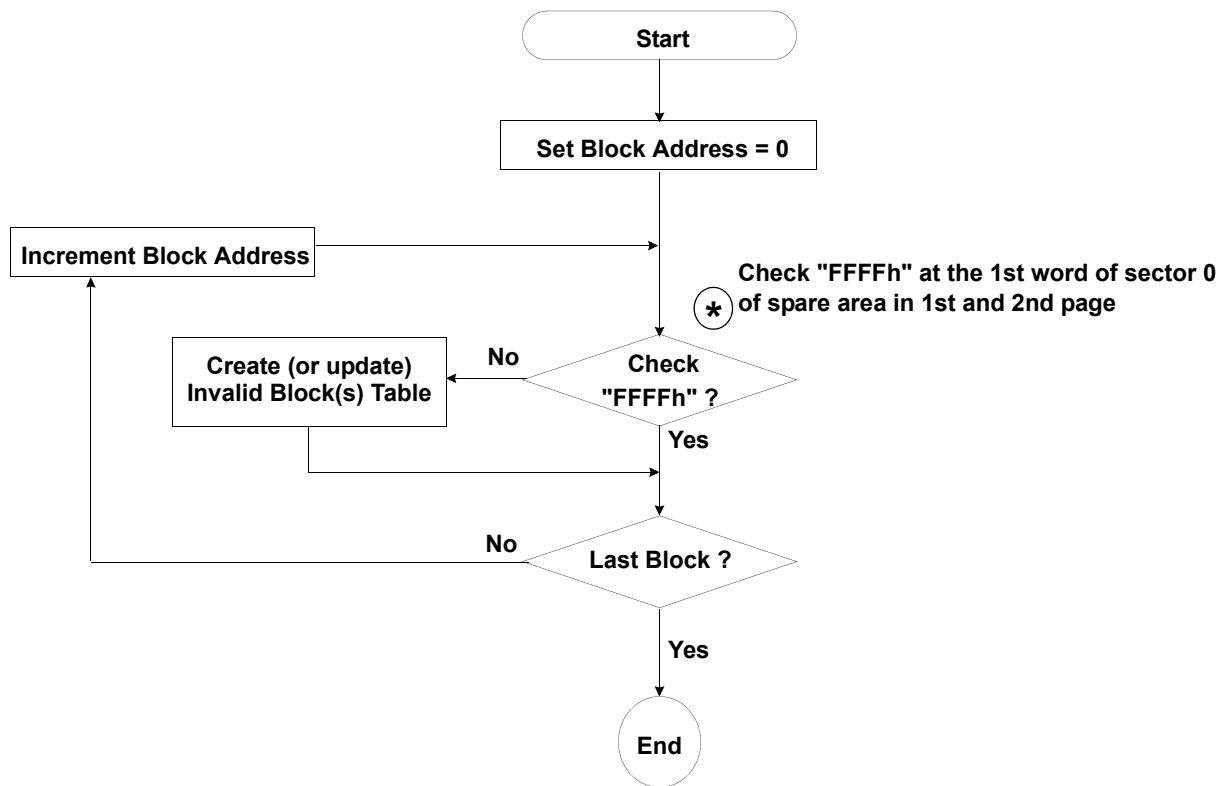 Start
Set Block Address = 0
Increment Block Address
Check "FFFFh" at the 1st word of sector 0
* of spare area in 1st and 2nd page
No
Create (or update)
Invalid Block(s) Table
Check
"FFFFh" ?
Yes
No
Last Block ?
Yes
End